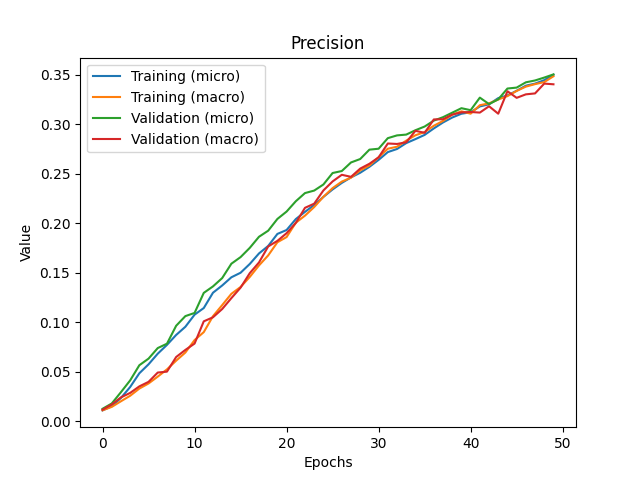 Precision
Training (micro)
Training (macro)
Validation (micro)
Validation (macro)
0.35
0.30
0.25
0.20
0.15
0.10
0.05
0.00
Value
0 10 20 30 40 50
Epochs